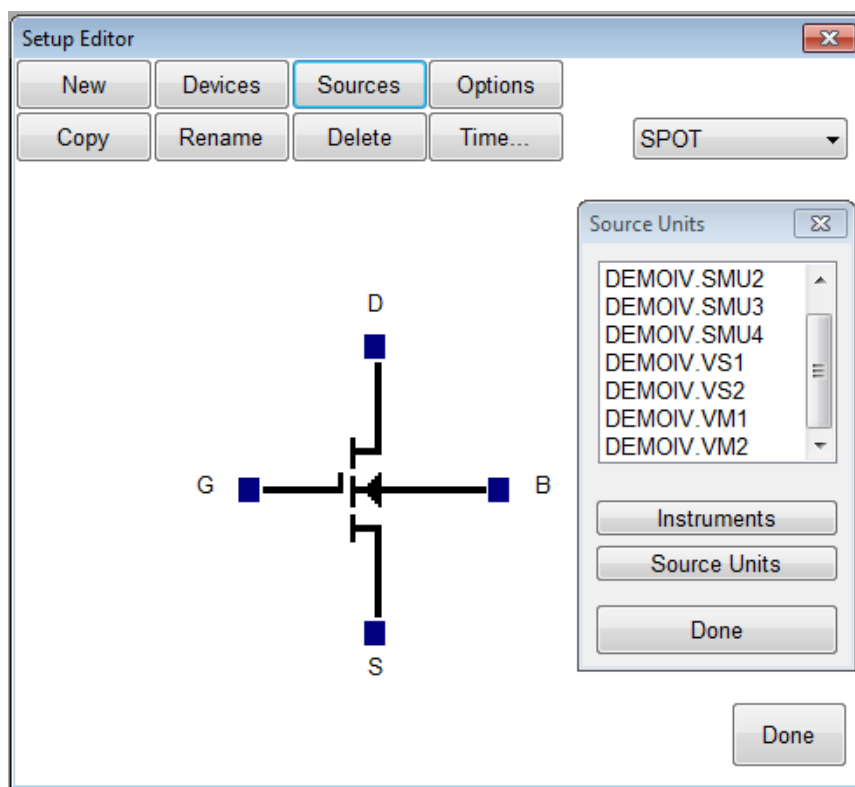 Setup Editor
New Devices Sources Options
Copy Rename Delete Time... SPOT
Source Units
DEMOIV.SMU2
DEMOIV.SMU3
DEMOIV.SMU4
DEMOIV.VS1
DEMOIV.VS2
DEMOIV.VM1
DEMOIV.VM2
D
G
B
S
Instruments
Source Units
Done
Done